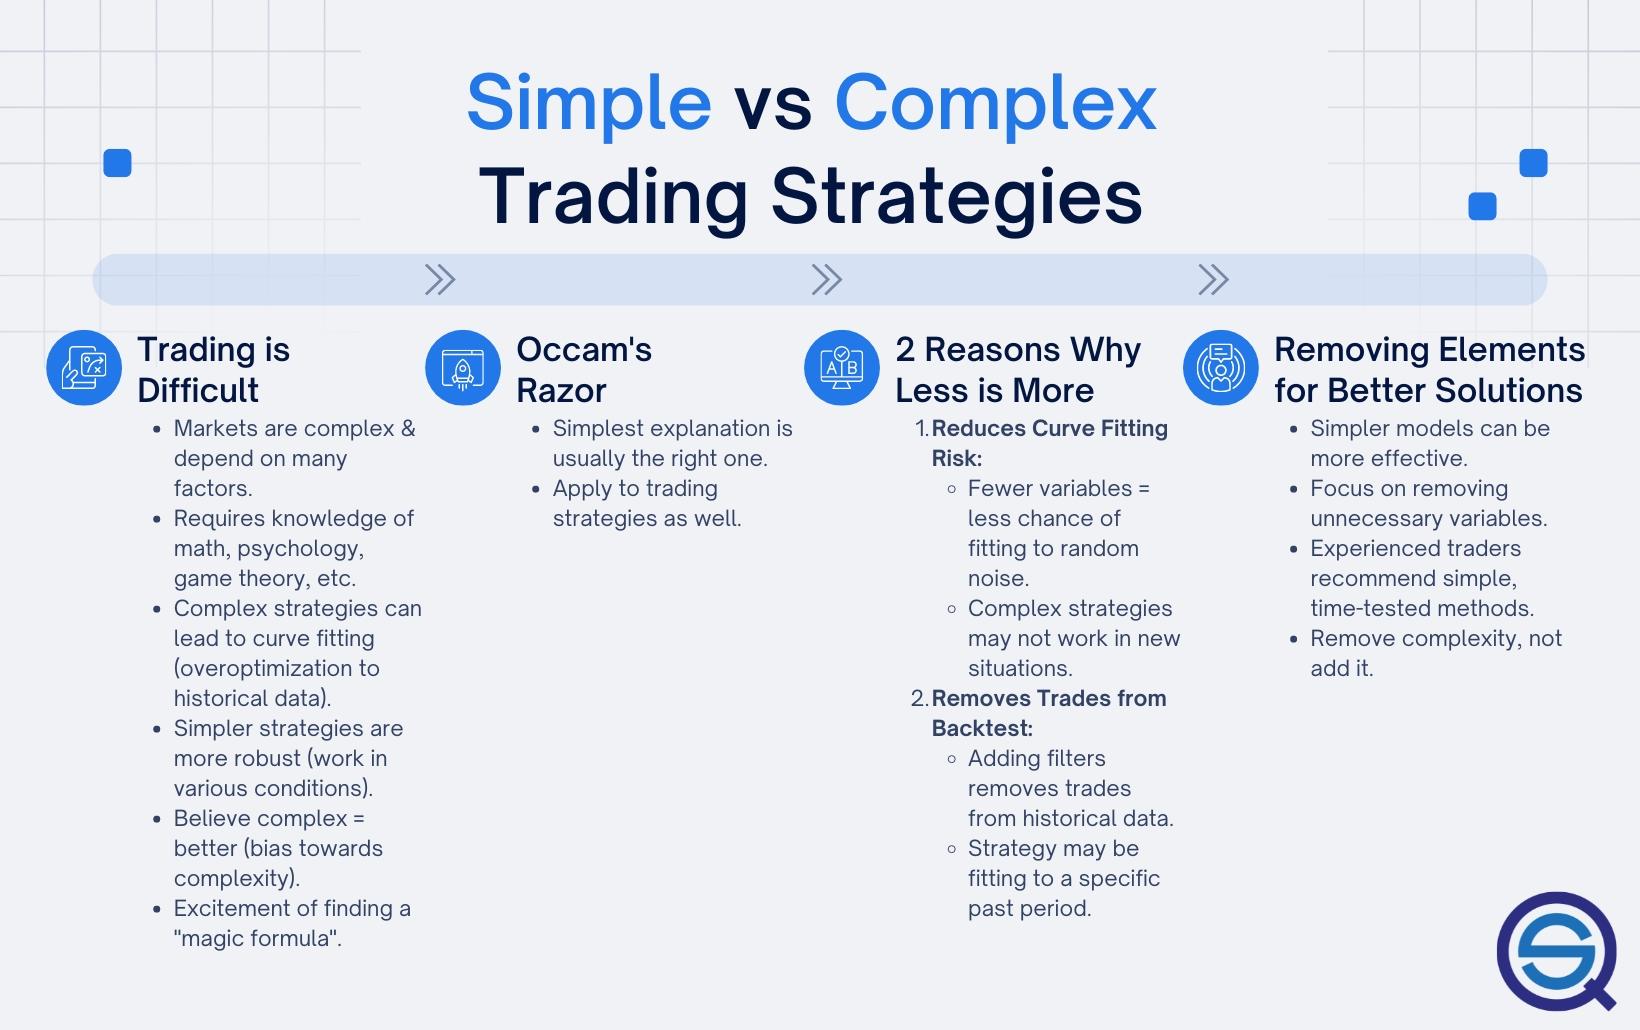 Simple vs Complex
Trading Strategies
Trading is
Difficult
• Markets are complex &
depend on many
factors.
• Requires knowledge of
math, psychology,
game theory, etc.
• Complex strategies can
lead to curve fitting
(overoptimization to
historical data).
• Simpler strategies are
more robust (work in
various conditions).
• Believe complex =
better (bias towards
complexity).
• Excitement of finding a
"magic formula".
Occam's
Razor
• Simplest explanation is
usually the right one.
• Apply to trading
strategies as well.
A B
2 Reasons Why
Less is More
1. Reduces Curve Fitting
Risk:
◦ Fewer variables =
less chance of
fitting to random
noise.
◦ Complex strategies
may not work in new
situations.
2. Removes Trades from
Backtest:
◦ Adding filters
removes trades
from historical data.
◦ Strategy may be
fitting to a specific
past period.
Removing Elements
for Better Solutions
• Simpler models can be
more effective.
• Focus on removing
unnecessary variables.
• Experienced traders
recommend simple,
time-tested methods.
• Remove complexity, not
add it.